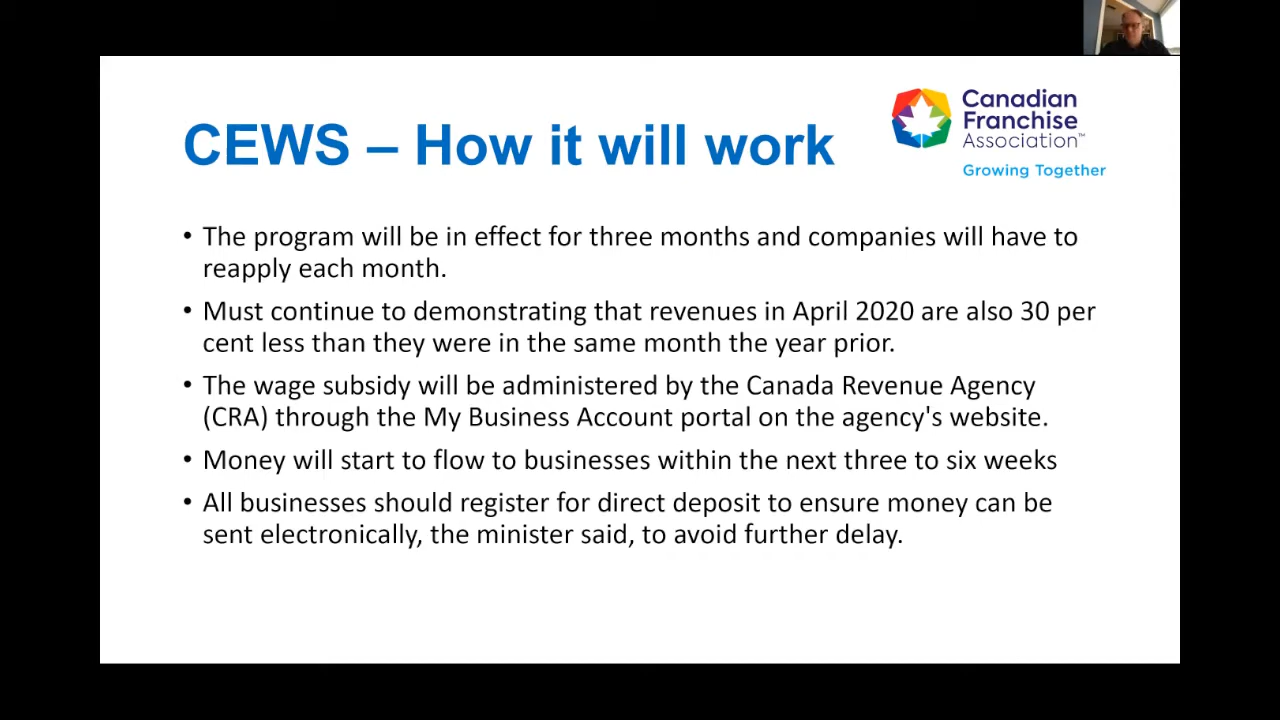 CEWS – How it will work
Canadian
Franchise
Association™
Growing Together
• The program will be in effect for three months and companies will have to
reapply each month.
• Must continue to demonstrating that revenues in April 2020 are also 30 per
cent less than they were in the same month the year prior.
• The wage subsidy will be administered by the Canada Revenue Agency
(CRA) through the My Business Account portal on the agency's website.
• Money will start to flow to businesses within the next three to six weeks
• All businesses should register for direct deposit to ensure money can be
sent electronically, the minister said, to avoid further delay.